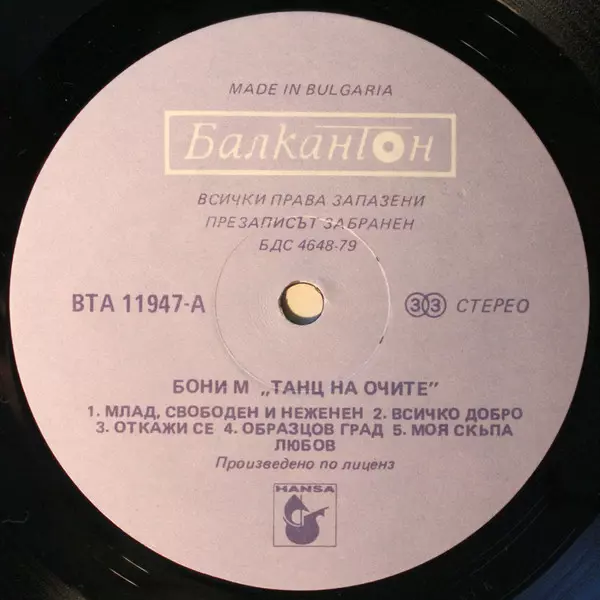 MADE IN BULGARIA
БалканТон
ВСИЧКИ ПРАВА ЗАПАЗЕНИ
ПРЕЗАПИСЪТ ЗАБРАНЕН
БДС 4648-79
ВТА 11947-А
33 СТЕРЕО
БОНИ М „ТАНЦ НА ОЧИТЕ"
1. МЛАД, СВОБОДЕН И НЕЖЕНЕН 2. ВСИЧКО ДОБРО
3. ОТКАЖИ СЕ 4. ОБРАЗЦОВ ГРАД 5. МОЯ СКЪПА
ЛЮБОВ
Произведено по лиценз
HANSA